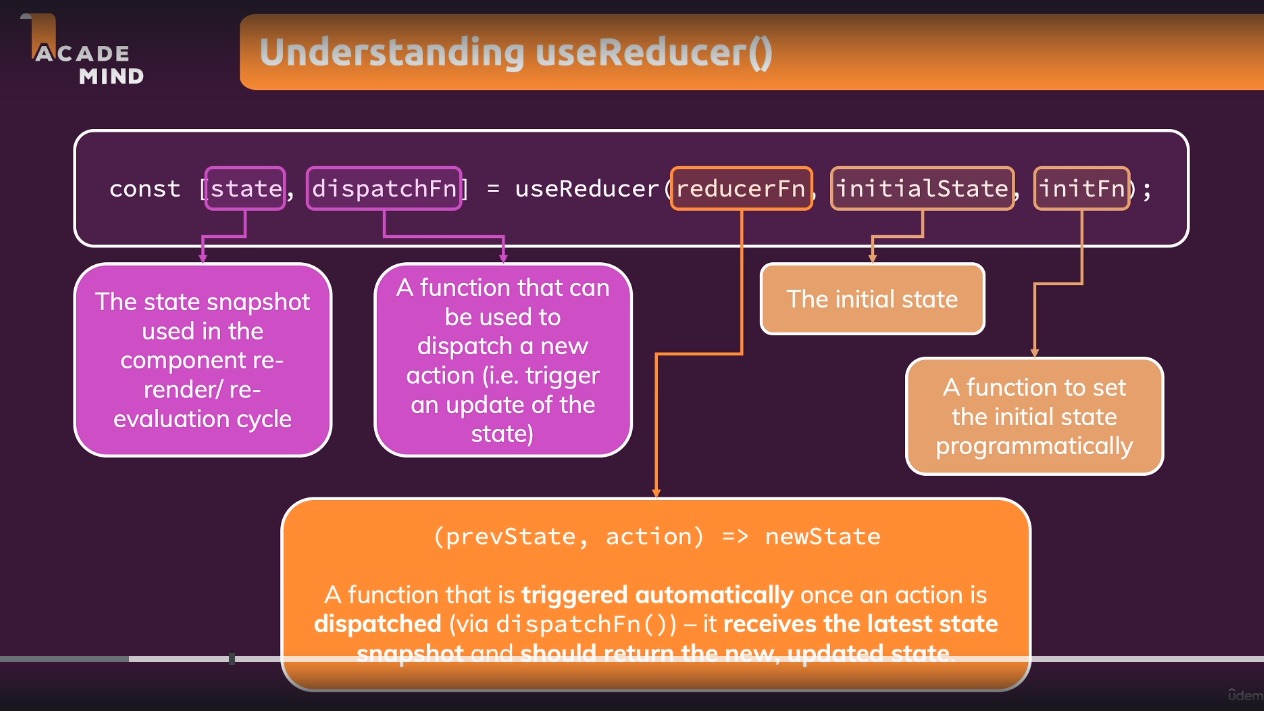 ACADE
MIND
Understanding useReducer()
const [state, dispatchFn] = useReducer(reducerFn, initialState, initFn);
The state snapshot
used in the
component re-
render/ re-
evaluation cycle
A function that can
be used to
dispatch a new
action (i.e. trigger
an update of the
state)
The initial state
A function to set
the initial state
programmatically
(prevState, action) => newState
A function that is triggered automatically once an action is
dispatched (via dispatchFn()) – it receives the latest state
snapshot and should return the new, updated state.